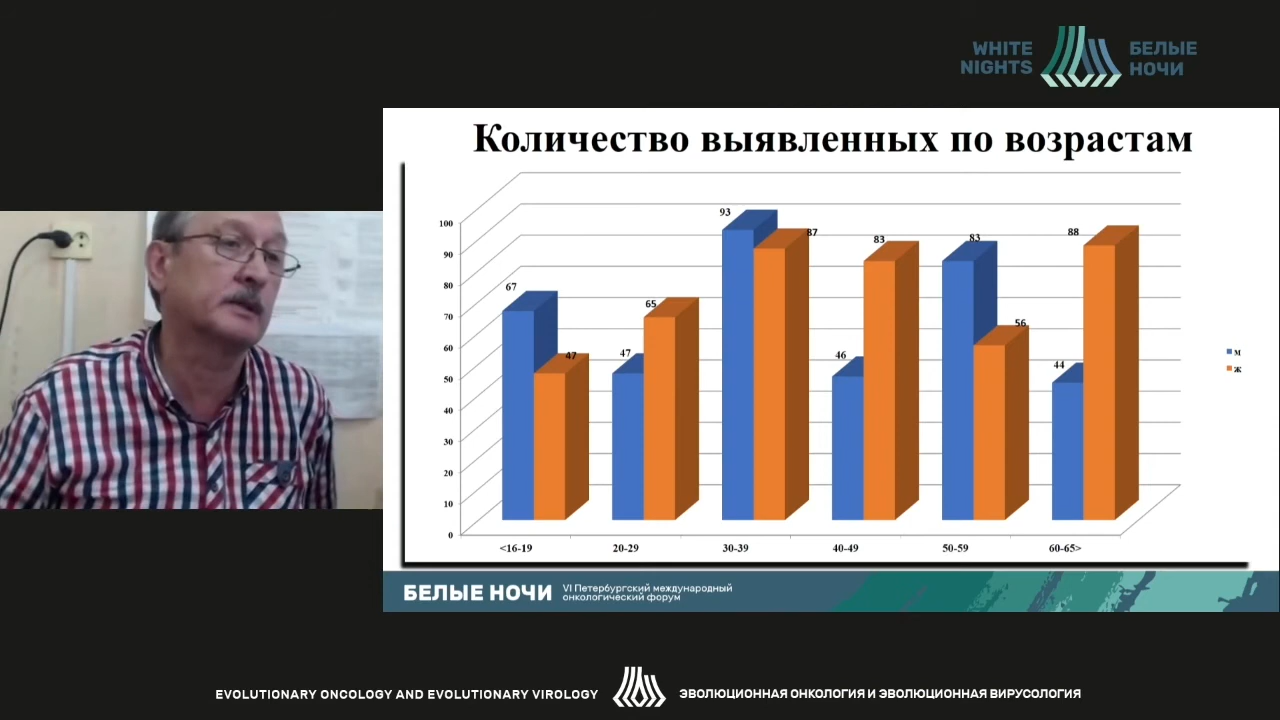 WHITE
NIGHTS
БЕЛЫЕ
НОЧИ
Количество выявленных по возрастам
100
90
80
70
60
50
40
30
20
10
0
67
47
47
65
93
87
46
83
83
56
44
88
<16-19
20-29
30-39
40-49
50-59
60-65>
м
ж
БЕЛЫЕ НОЧИ
VI Петербургский международный
онкологический форум
EVOLUTIONARY ONCOLOGY AND EVOLUTIONARY VIROLOGY
ЭВОЛЮЦИОННАЯ ОНКОЛОГИЯ И ЭВОЛЮЦИОННАЯ ВИРУСОЛОГИЯ